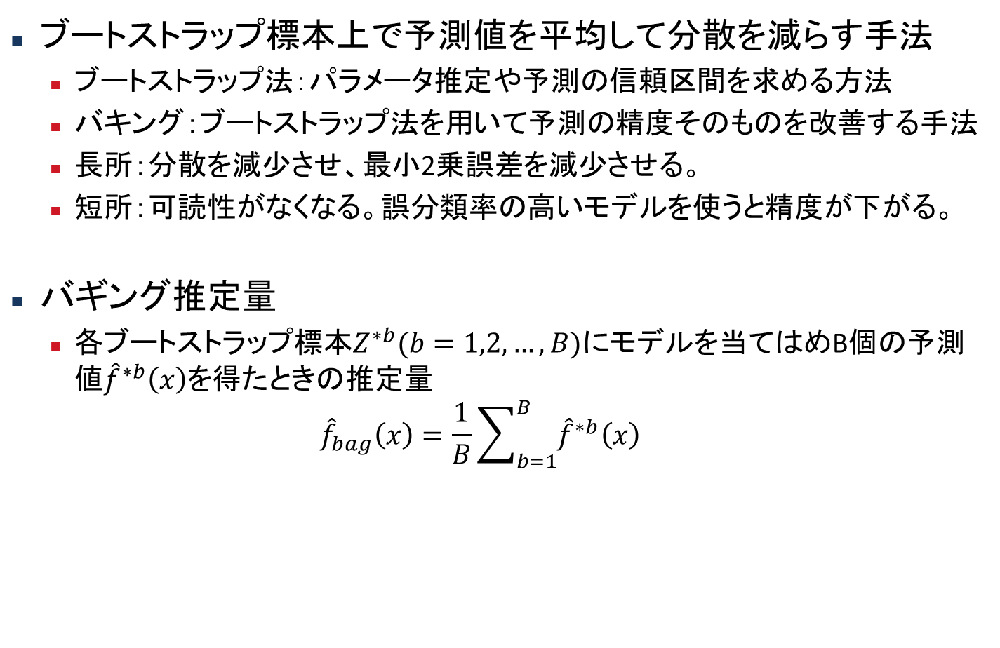 ブートストラップ標本上で予測値を平均して分散を減らす手法
ブートストラップ法：パラメータ推定や予測の信頼区間を求める方法
バキング：ブートストラップ法を用いて予測の精度そのものを改善する手法
長所：分散を減少させ、最小2乗誤差を減少させる。
短所：可読性がなくなる。誤分類率の高いモデルを使うと精度が下がる。
バギング推定量
各ブートストラップ標本Z^{*b}(b = 1,2, … , B)にモデルを当てはめB個の予測
値f̂^{*b}(x)を得たときの推定量
f̂_{bag}(x) = \frac{1}{B} ∑_{b=1}^{B} f̂^{*b}(x)